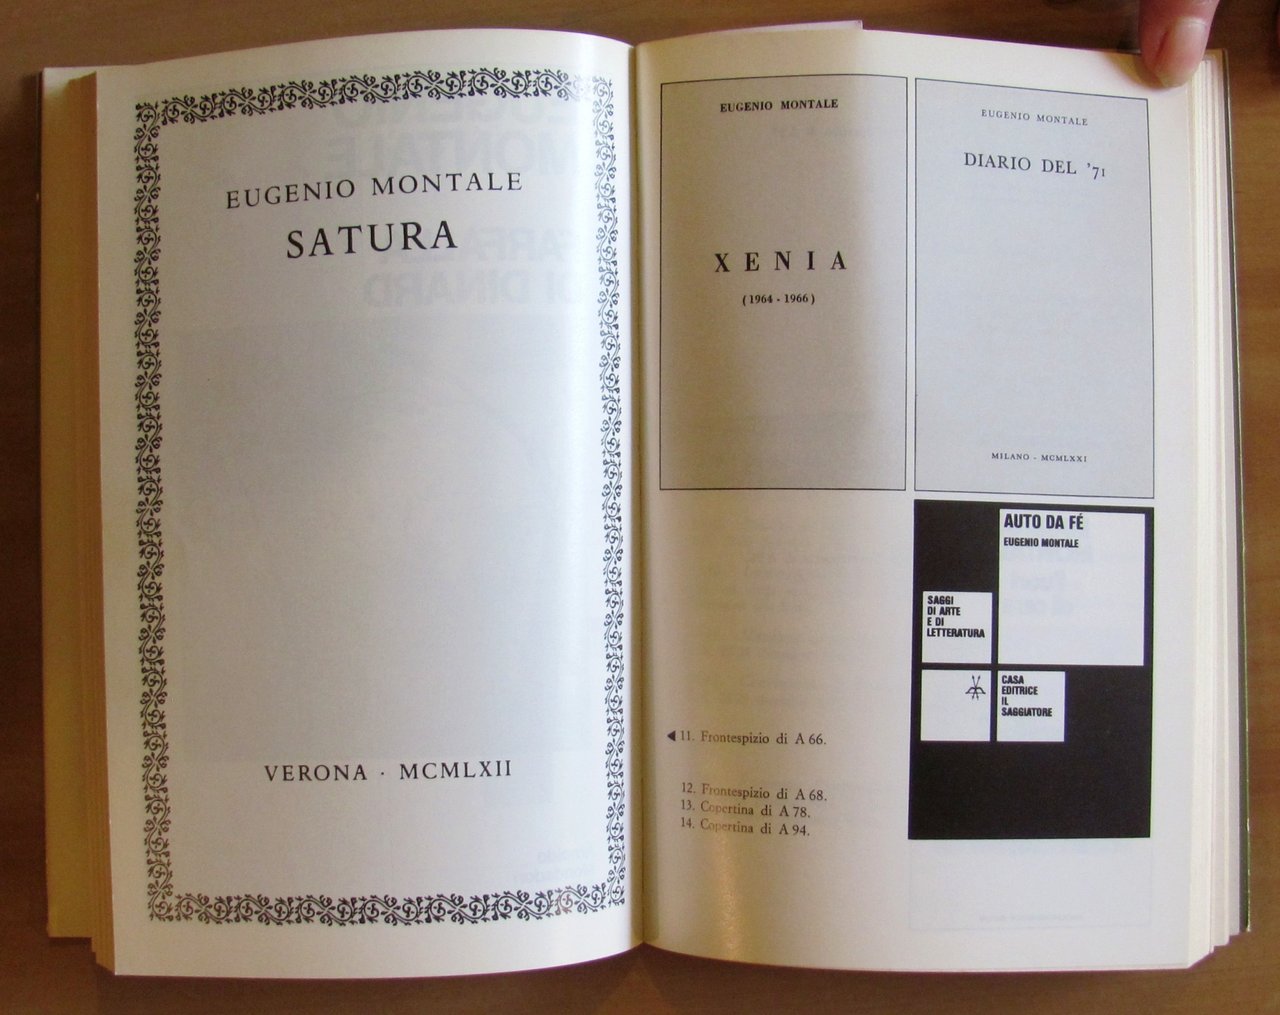 EUGENIO MONTALE
SATURA
VERONA · MCMLXII
EUGENIO MONTALE
XENIA
(1964 - 1966)
EUGENIO MONTALE
DIARIO DEL '71
MILANO - MCMLXXI
AUTO DA FÉ
EUGENIO MONTALE
SAGGI
DI ARTE
E DI
LETTERATURA
CASA
EDITRICE
IL
SAGGIATORE
◀ 11. Frontespizio di A 66.
12. Frontespizio di A 68.
13. Copertina di A 78.
14. Copertina di A 94.